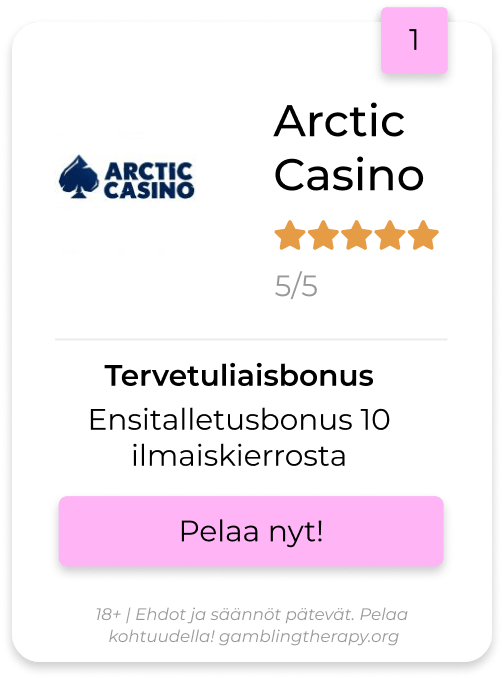 1
ARCTIC
CASINO
Arctic
Casino
5/5
Tervetuliaisbonus
Ensitalletusbonus 10
ilmaiskierrosta
Pelaa nyt!
18+ | Ehdot ja säännöt pätevät. Pelaa
kohtuudella! gamblingtherapy.org